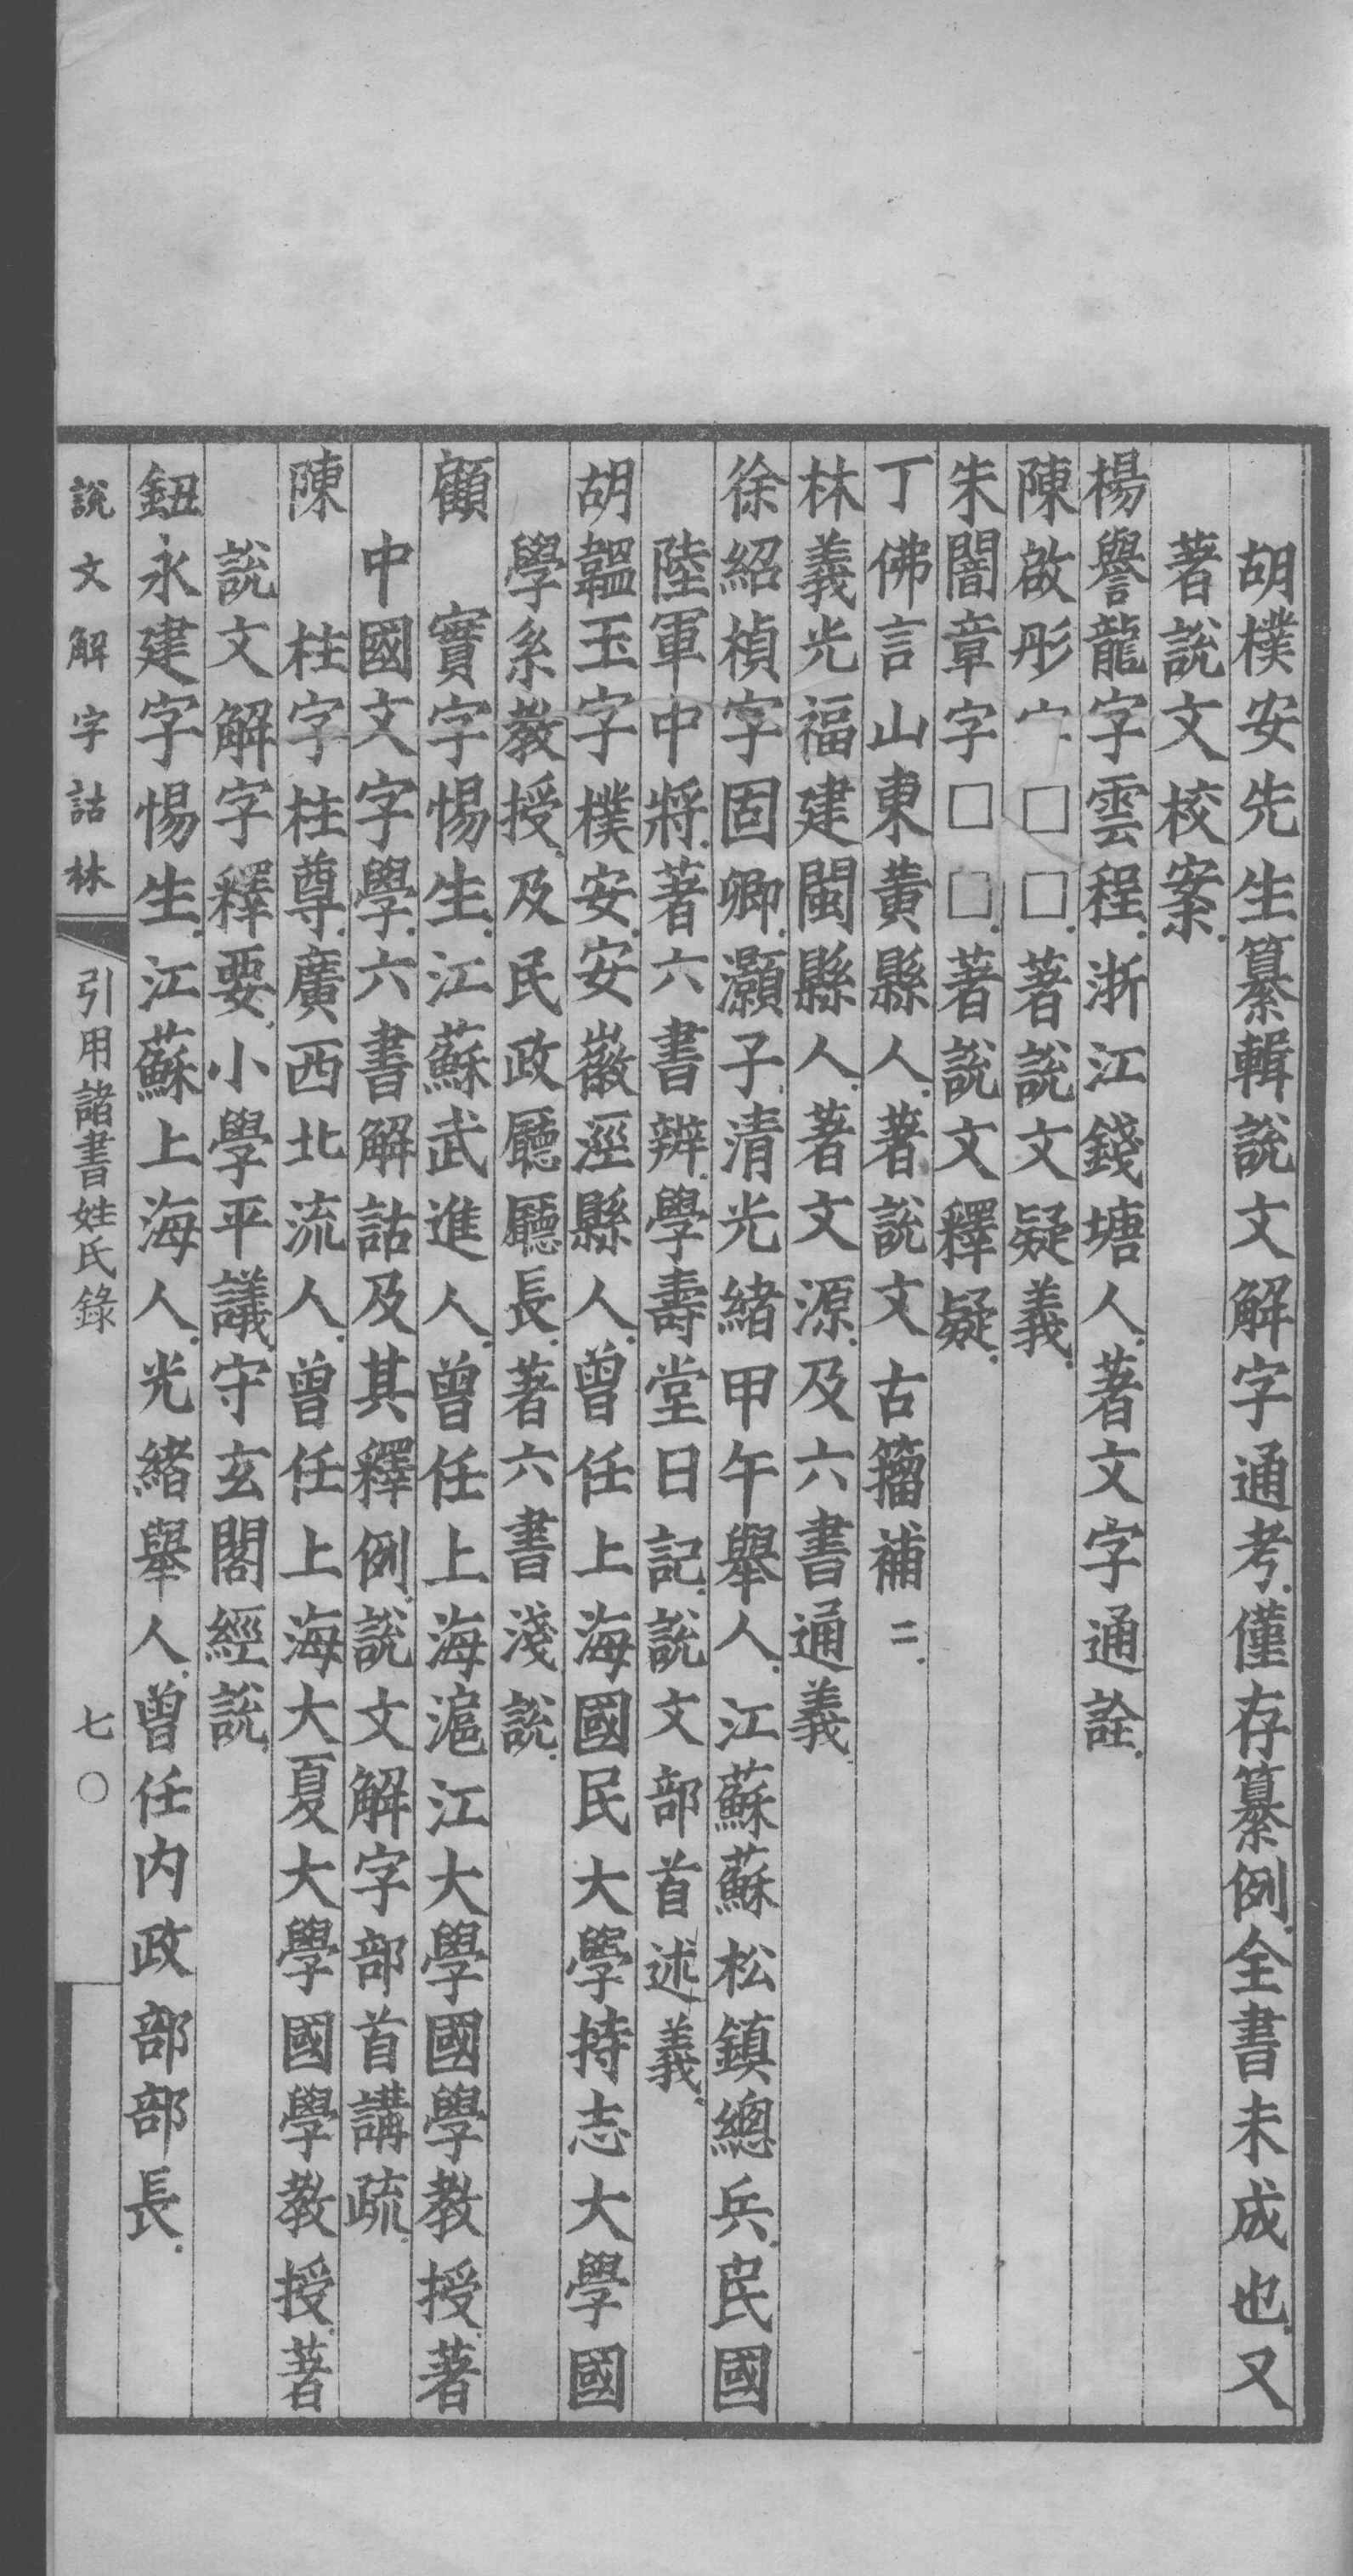 胡樸安先生纂輯說文解字通考．僅存纂例．全書未成也．又
著說文校案．
楊譽龍字雲程．浙江錢塘人．著文字通詮．
陳啟彤字□□．著說文疑義．
朱闇章字□□．著說文釋疑．
丁佛言山東黃縣人．著說文古籀補二．
林義光福建閩縣人．著文源．及六書通義．
徐紹楨字固卿．灝子．清光緒甲午舉人．江蘇蘇松鎮總兵．民國
陸軍中將．著六書辨．學壽堂日記．說文部首述義．
胡韞玉字樸安．安徽涇縣人．曾任上海國民大學持志大學國
學系教授．及民政廳廳長．著六書淺說．
顧　實字惕生．江蘇武進人．曾任上海滬江大學國學教授．著
中國文字學．六書解詁及其釋例．說文解字部首講疏．
陳　柱字柱尊．廣西北流人．曾任上海大夏大學國學教授．著
說文解字釋要．小學平議．守玄閣經說．
鈕永建字惕生．江蘇上海人．光緒舉人．曾任內政部部長．
說文解字詁林
引用諸書姓氏錄
七〇